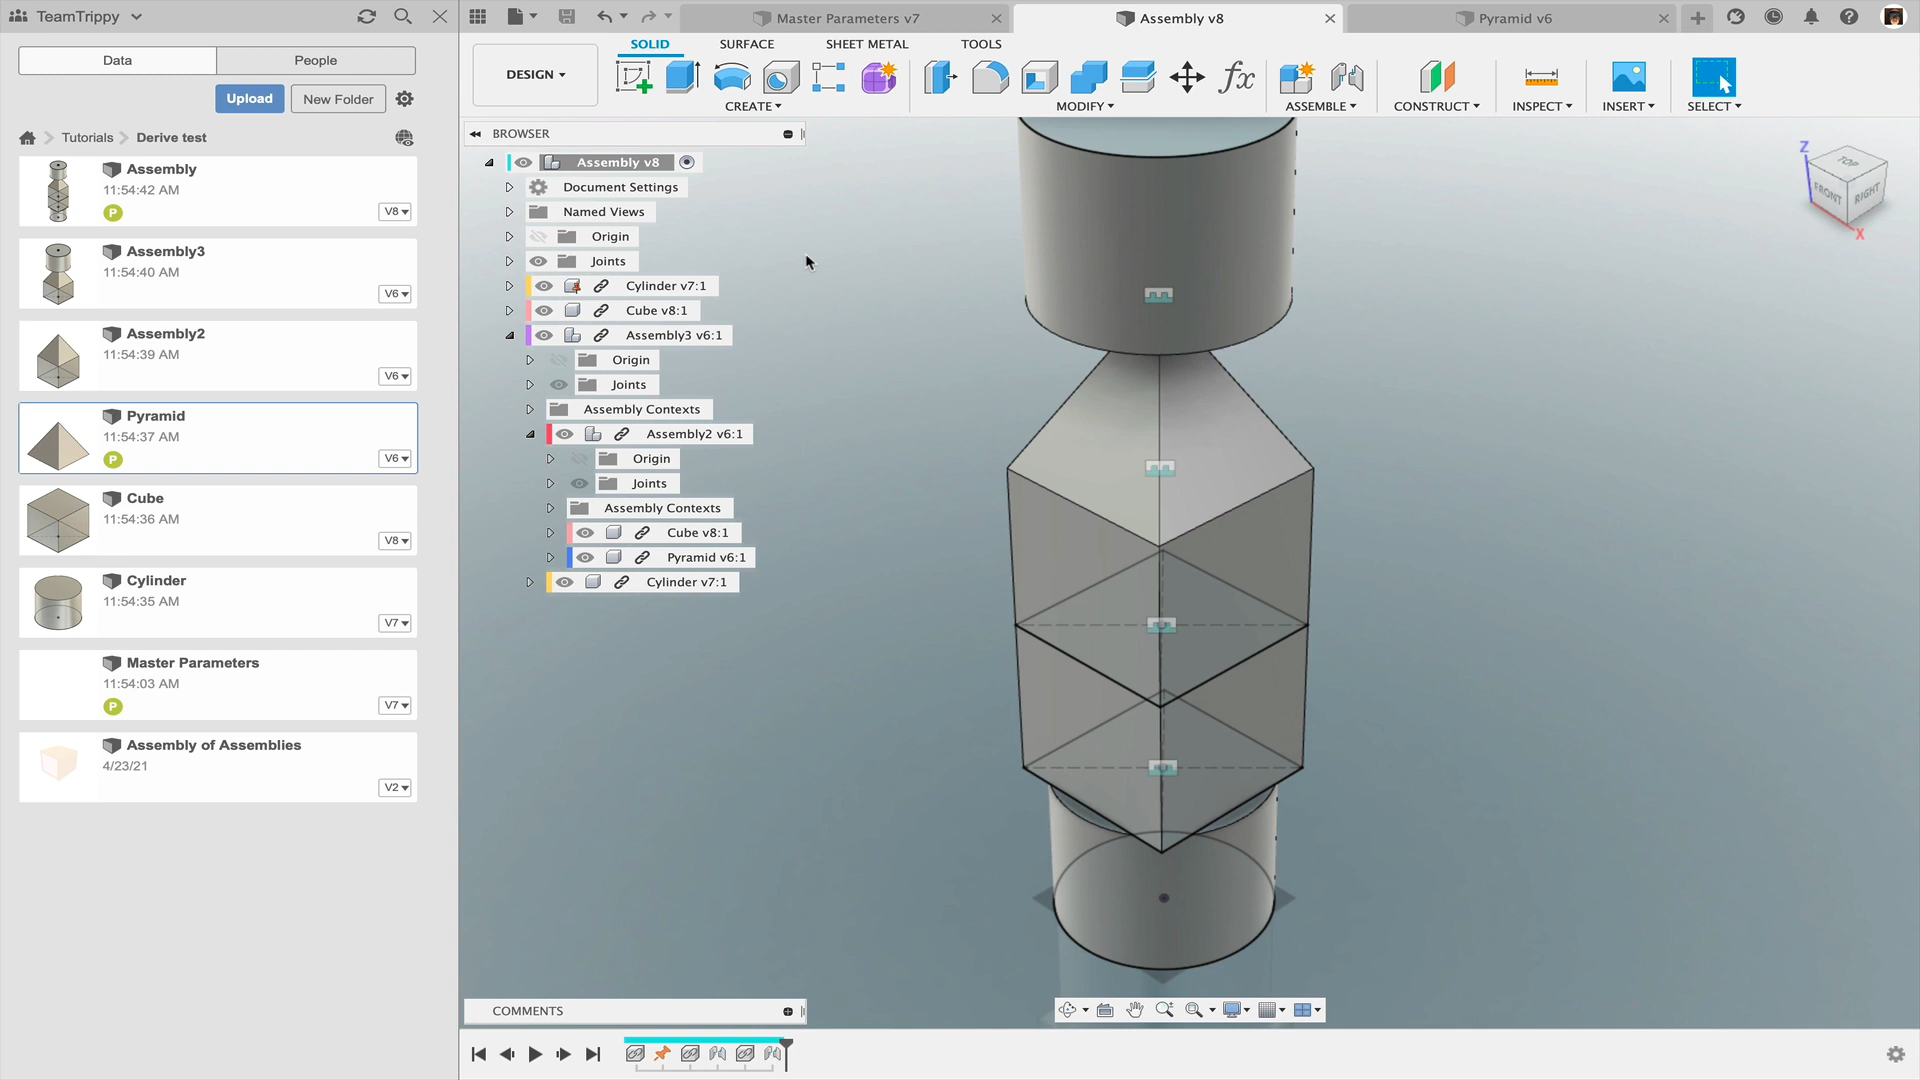 TeamTrippy
Master Parameters v7
Assembly v8
Pyramid v6
Data
People
SOLID
SURFACE
SHEET METAL
TOOLS
DESIGN
Upload
New Folder
CREATE
MODIFY
fx
ASSEMBLE
CONSTRUCT
INSPECT
INSERT
SELECT
Tutorials
Derive test
BROWSER
Assembly
11:54:42 AM
P
V8
Assembly3
11:54:40 AM
V6
Assembly2
11:54:39 AM
V6
Pyramid
11:54:37 AM
P
V6
Cube
11:54:36 AM
V8
Cylinder
11:54:35 AM
V7
Master Parameters
11:54:03 AM
P
V7
Assembly of Assemblies
4/23/21
V2
Assembly v8
Document Settings
Named Views
Origin
Joints
Cylinder v7:1
Cube v8:1
Assembly3 v6:1
Origin
Joints
Assembly Contexts
Assembly2 v6:1
Origin
Joints
Assembly Contexts
Cube v8:1
Pyramid v6:1
Cylinder v7:1
Z
TOP
FRONT
RIGHT
X
COMMENTS